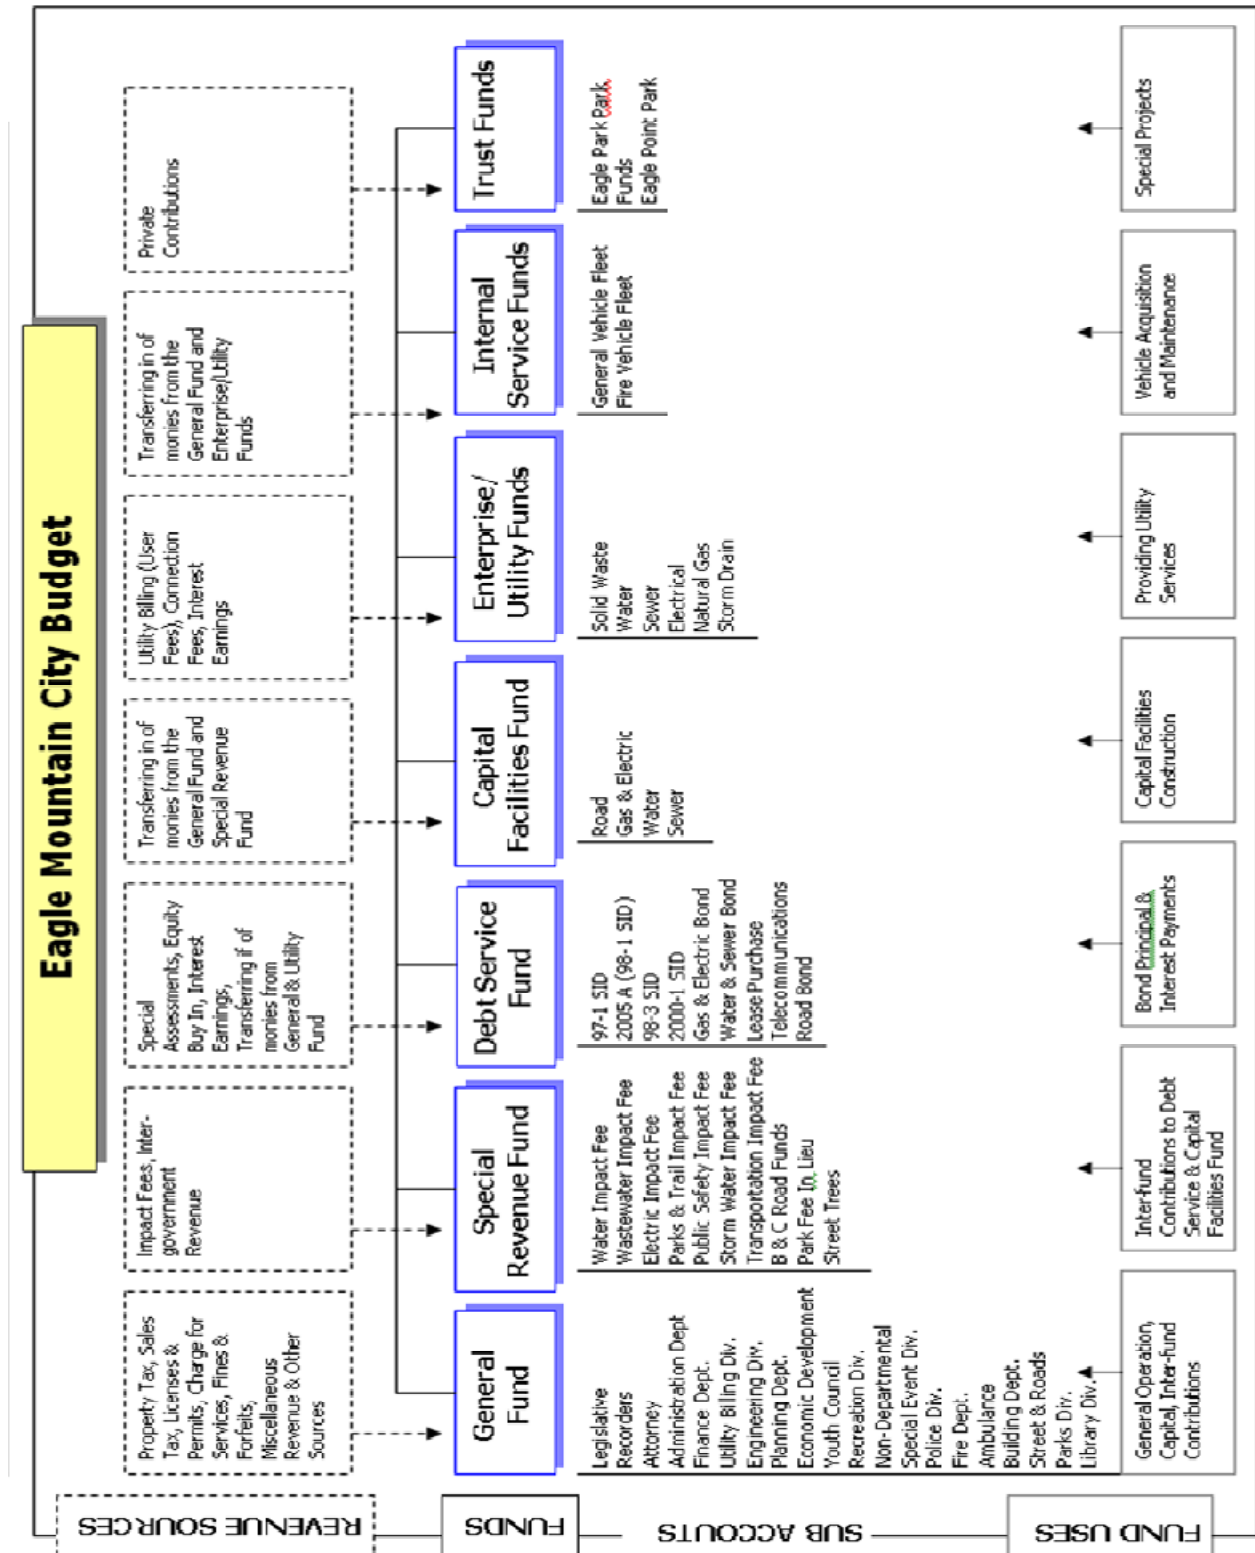 Eagle Mountain City Budget
REVENUE SOURCES
Property Tax, Sales
Tax, Licenses &
Permits, Charge for
Services, Fines &
Forfeits,
Miscellaneous
Revenue & Other
Sources
Impact Fees, Inter-
government
Revenue
Special
Assessments, Equity
Buy In, Interest
Earnings,
Transferring if of
monies from
General & Utility
Fund
Transferring in of
monies from the
General Fund and
Special Revenue
Fund
Utility Billing (User
Fees), Connection
Fees, Interest
Earnings
Transferring in of
monies from the
General Fund and
Enterprise/Utility
Funds
Private
Contributions
FUNDS
General
Fund
Special
Revenue Fund
Debt Service
Fund
Capital
Facilities Fund
Enterprise/
Utility Funds
Internal
Service Funds
Trust Funds
SUB ACCOUTS
Legislative
Recorders
Attorney
Administration Dept
Finance Dept.
Utility Billing Div.
Engineering Div.
Planning Dept.
Economic Development
Youth Council
Recreation Div.
Non-Departmental
Special Event Div.
Police Div.
Fire Dept.
Ambulance
Building Dept.
Street & Roads
Parks Div.
Library Div.
Water Impact Fee
Wastewater Impact Fee
Electric Impact Fee
Parks & Trail Impact Fee
Public Safety Impact Fee
Storm Water Impact Fee
Transportation Impact Fee
B & C Road Funds
Park Fee In Lieu
Street Trees
97-1 SID
2005 A (98-1 SID)
98-3 SID
2000-1 SID
Gas & Electric Bond
Water & Sewer Bond
Lease Purchase
Telecommunications
Road Bond
Road
Gas & Electric
Water
Sewer
Solid Waste
Water
Sewer
Electrical
Natural Gas
Storm Drain
General Vehicle Fleet
Fire Vehicle Fleet
Eagle Park Park
Funds
Eagle Point Park
FUND USES
General Operation,
Capital, Inter-fund
Contributions
Inter-fund
Contributions to Debt
Service & Capital
Facilities Fund
Bond Principal &
Interest Payments
Capital Facilities
Construction
Providing Utility
Services
Vehicle Acquisition
and Maintenance
Special Projects